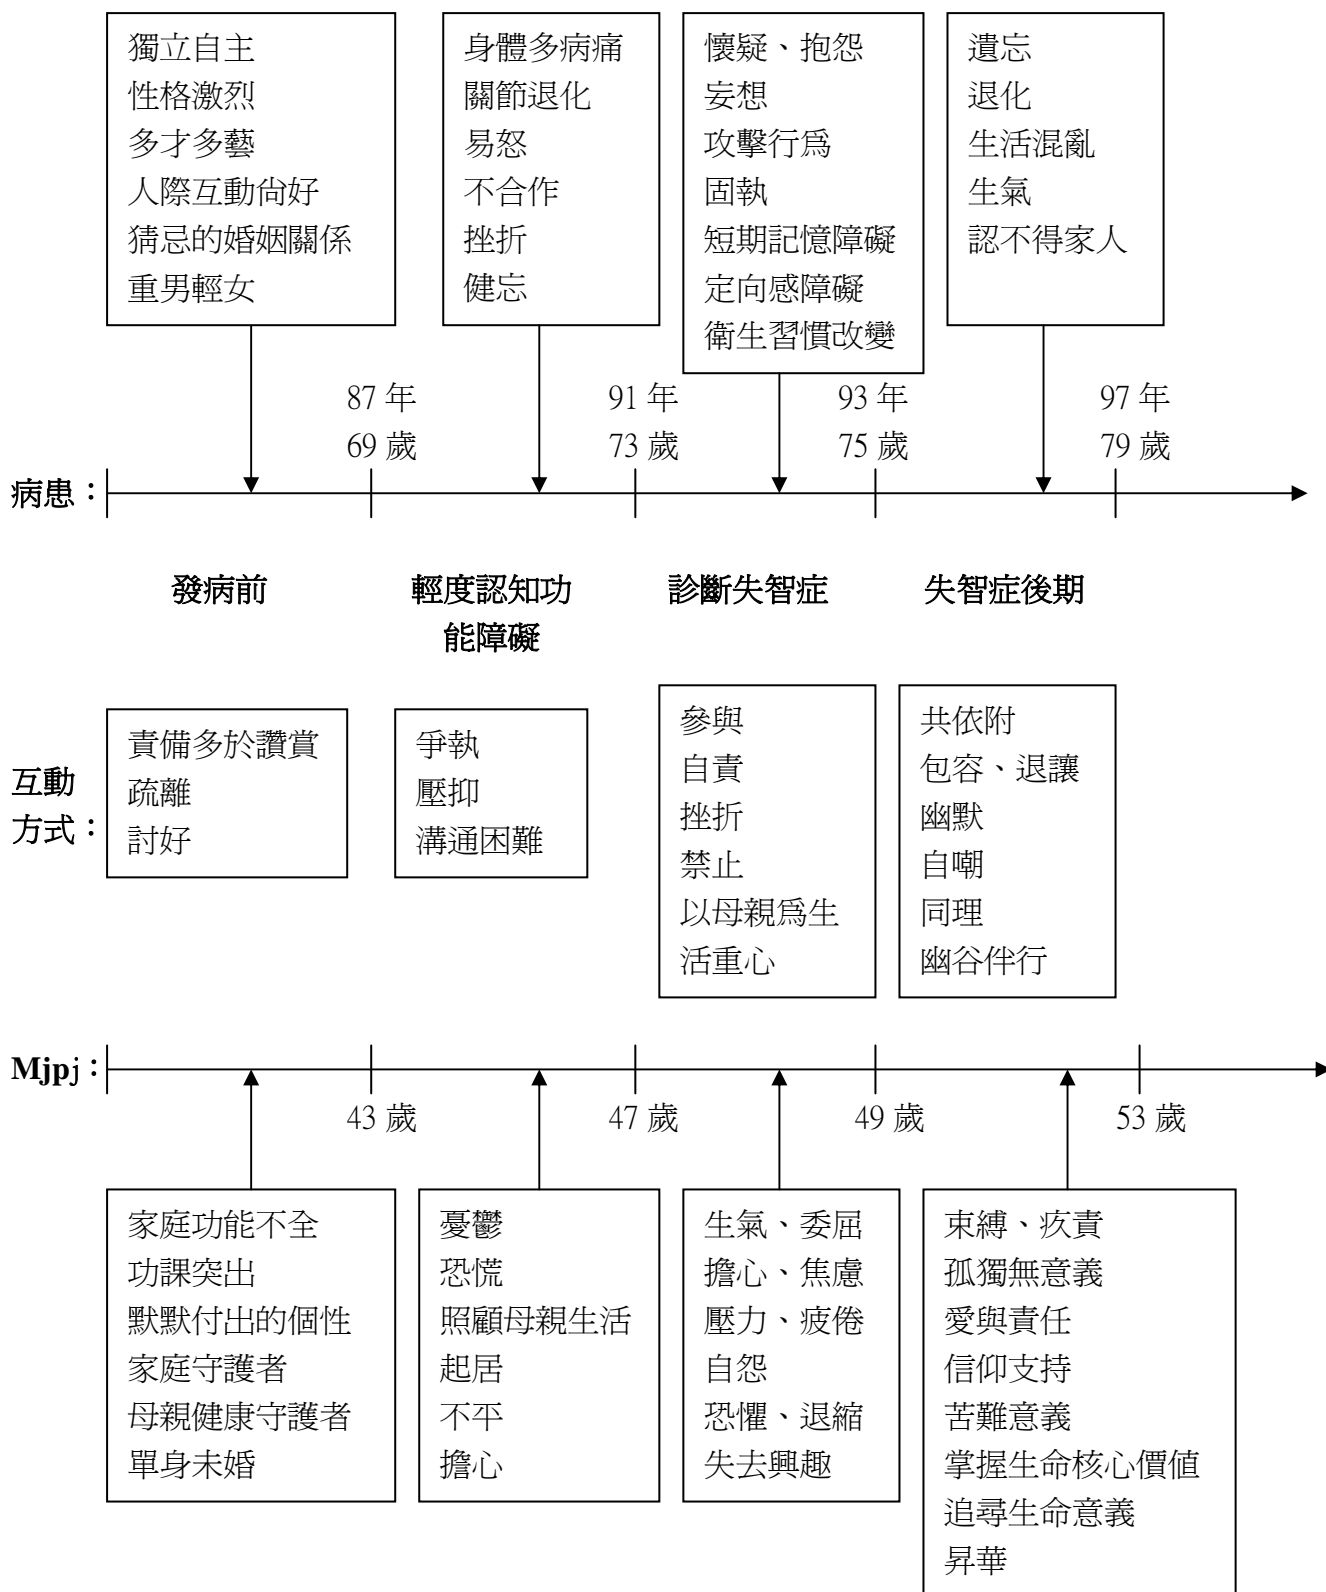 獨立自主
性格激烈
多才多藝
人際互動尚好
猜忌的婚姻關係
重男輕女
身體多病痛
關節退化
易怒
不合作
挫折
健忘
懷疑、抱怨
妄想
攻擊行為
固執
短期記憶障礙
定向感障礙
衛生習慣改變
遺忘
退化
生活混亂
生氣
認不得家人
87 年
69 歲
91 年
73 歲
93 年
75 歲
97 年
79 歲
病患：
發病前
輕度認知功
能障礙
診斷失智症
失智症後期
互動
方式：
責備多於讚賞
疏離
討好
爭執
壓抑
溝通困難
參與
自責
挫折
禁止
以母親為生
活重心
共依附
包容、退讓
幽默
自嘲
同理
幽谷伴行
Mjpj：
43 歲
47 歲
49 歲
53 歲
家庭功能不全
功課突出
默默付出的個性
家庭守護者
母親健康守護者
單身未婚
憂鬱
恐慌
照顧母親生活
起居
不平
擔心
生氣、委屈
擔心、焦慮
壓力、疲倦
自怨
恐懼、退縮
失去興趣
束縛、疚責
孤獨無意義
愛與責任
信仰支持
苦難意義
掌握生命核心價值
追尋生命意義
昇華